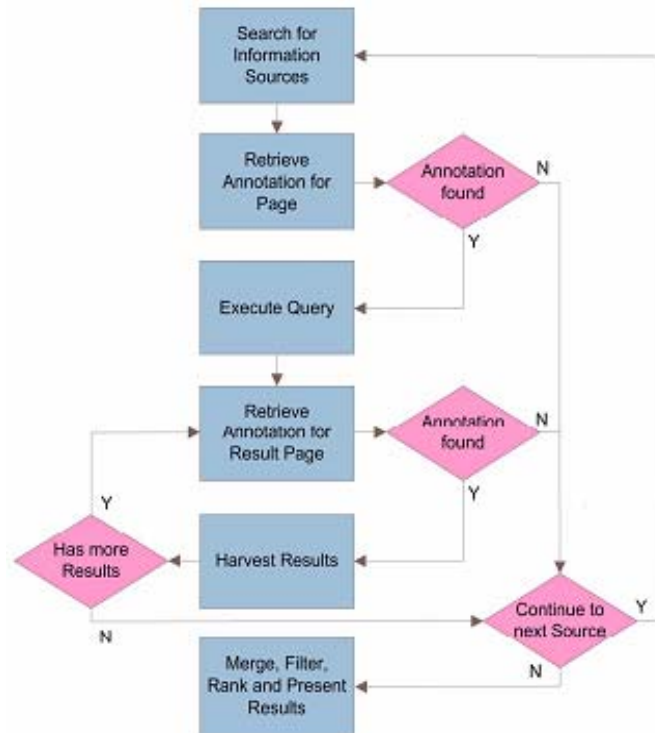 Search for
Information
Sources
Retrieve
Annotation for
Page
Annotation
found
N
Y
Execute Query
Retrieve
Annotation for
Result Page
Annotation
found
N
Y
Y
Has more
Results
Harvest Results
N
Continue to
next Source
Y
N
Merge, Filter,
Rank and Present
Results